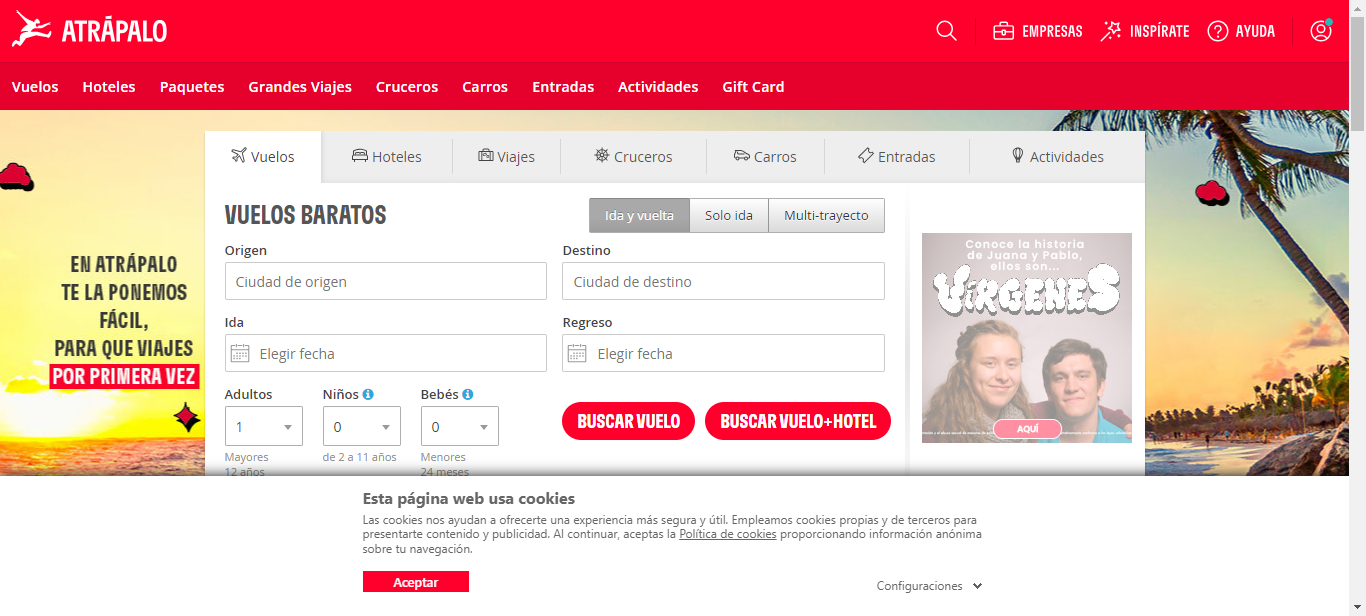 ATRÁPALO
EMPRESAS
INSPÍRATE
AYUDA
Vuelos
Hoteles
Paquetes
Grandes Viajes
Cruceros
Carros
Entradas
Actividades
Gift Card
Vuelos
Hoteles
Viajes
Cruceros
Carros
Entradas
Actividades
EN ATRÁPALO
TE LA PONEMOS
FÁCIL,
PARA QUE VIAJES
POR PRIMERA VEZ
VUELOS BARATOS
Ida y vuelta
Solo ida
Multi-trayecto
Origen
Destino
Ciudad de origen
Ciudad de destino
Ida
Regreso
Elegir fecha
Elegir fecha
Adultos
Niños
Bebés
1
0
0
Mayores
12 años
de 2 a 11 años
Menores
24 meses
BUSCAR VUELO
BUSCAR VUELO+HOTEL
Conoce la historia
de Juana y Pablo,
ellos son...
VÍRGENES
AQUÍ
Esta página web usa cookies
Las cookies nos ayudan a ofrecerte una experiencia más segura y útil. Empleamos cookies propias y de terceros para
presentarte contenido y publicidad. Al continuar, aceptas la Política de cookies proporcionando información anónima
sobre tu navegación.
Aceptar
Configuraciones